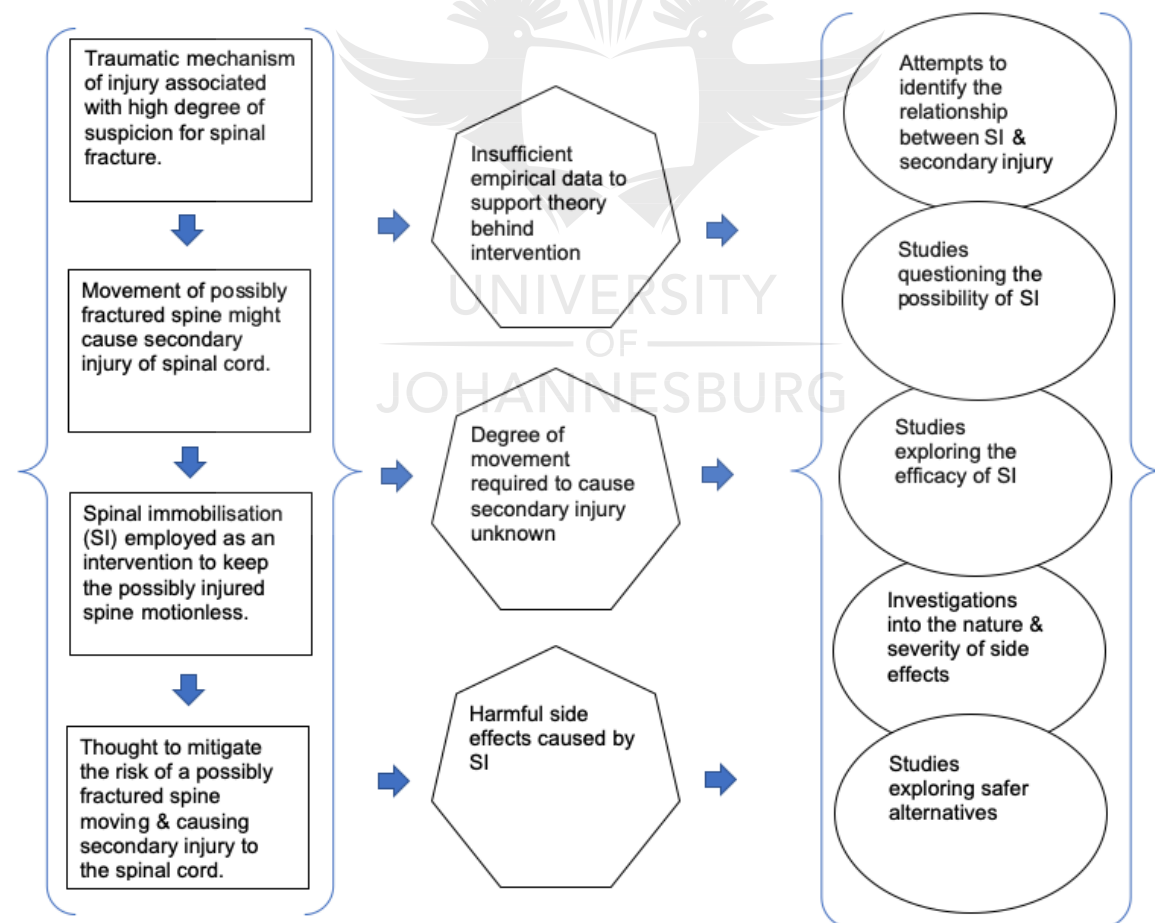 Traumatic mechanism
of injury associated
with high degree of
suspicion for spinal
fracture.
Movement of possibly
fractured spine might
cause secondary
injury of spinal cord.
Spinal immobilisation
(SI) employed as an
intervention to keep
the possibly injured
spine motionless.
Thought to mitigate
the risk of a possibly
fractured spine
moving & causing
secondary injury to
the spinal cord.
Insufficient
empirical data to
support theory
behind
intervention
UNIVERSITY
OF
JOHANNESBURG
Degree of
movement
required to cause
secondary injury
unknown
Harmful side
effects caused by
SI
Attempts to
identify the
relationship
between SI &
secondary injury
Studies
questioning the
possibility of SI
Studies
exploring the
efficacy of SI
Investigations
into the nature &
severity of side
effects
Studies
exploring safer
alternatives